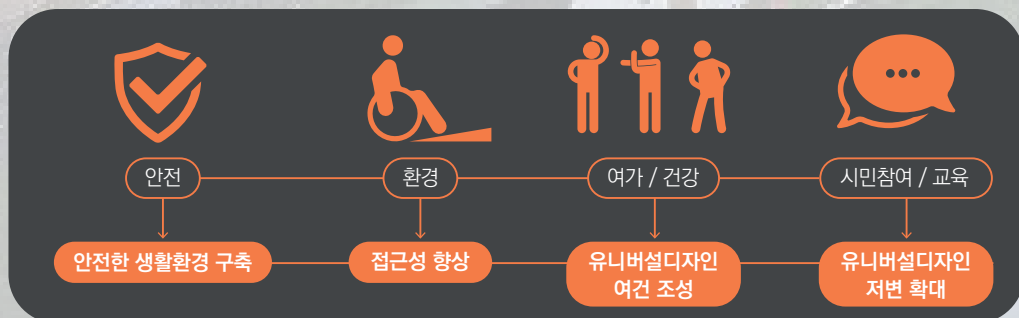 안전
환경
여가 / 건강
시민참여 / 교육
안전한 생활환경 구축
접근성 향상
유니버설디자인
여건 조성
유니버설디자인
저변 확대